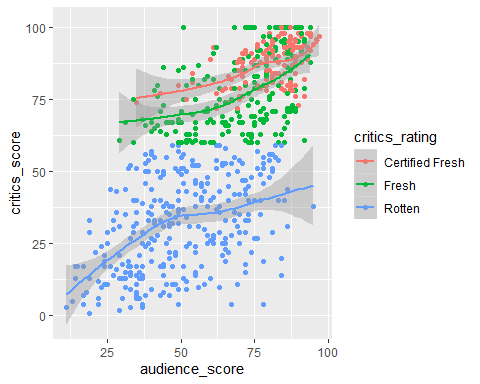 100
75
50
25
0
critics_score
25
50
75
100
audience_score
critics_rating
Certified Fresh
Fresh
Rotten